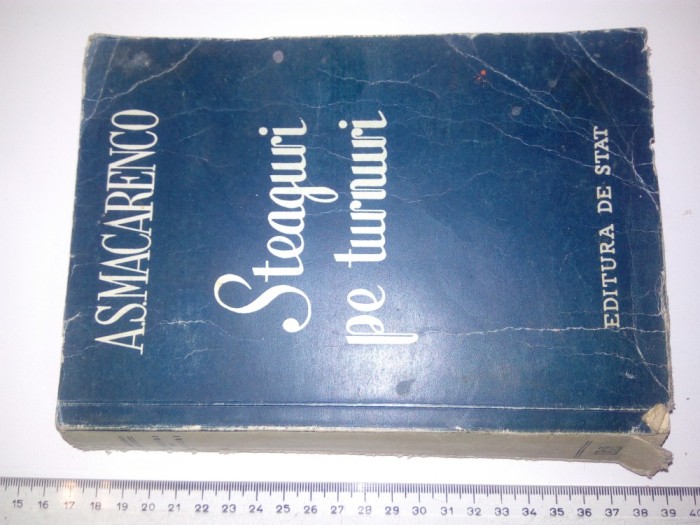 A.S.MACARENCO
Steaguri
pe turnuri
EDITURA DE STAT
15 16 17 18 19 20 21 22 23 24 25 26 27 28 29 30 31 32 33 34 35 36 37 38 39